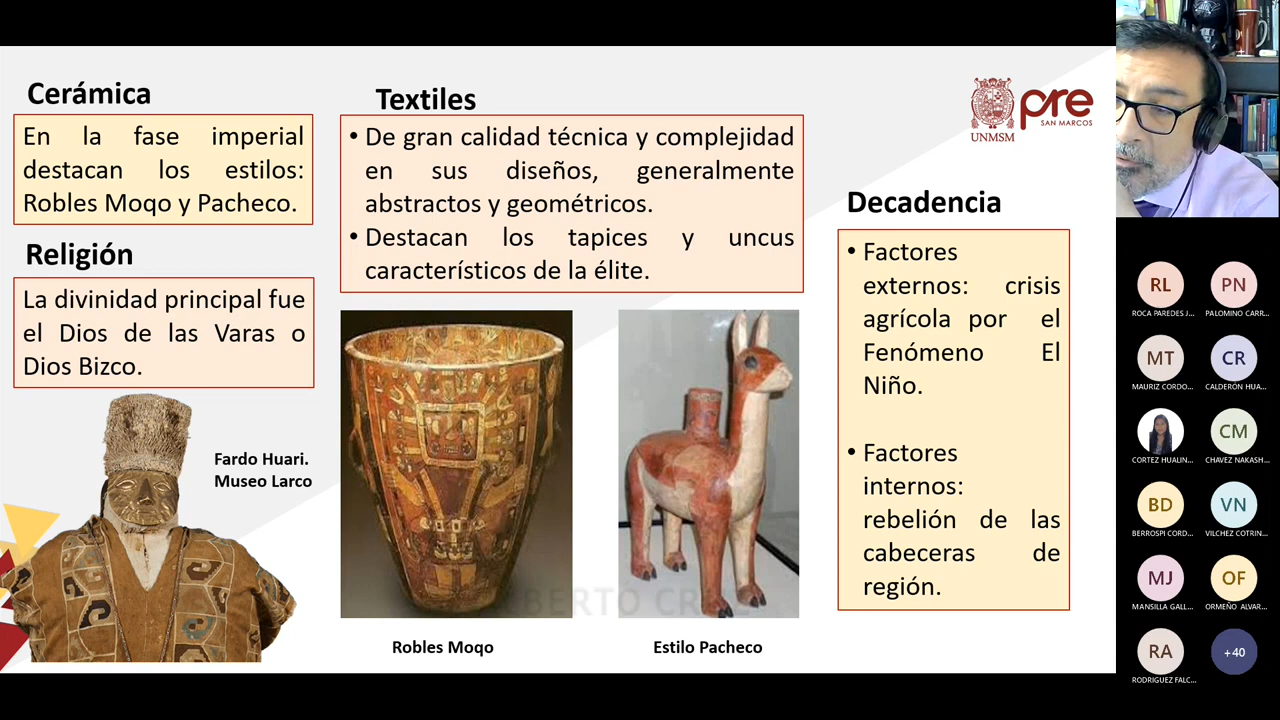 Cerámica
En la fase imperial
destacan los estilos:
Robles Moqo y Pacheco.
Religión
La divinidad principal fue
el Dios de las Varas o
Dios Bizco.
Fardo Huari.
Museo Larco
Textiles
• De gran calidad técnica y complejidad
en sus diseños, generalmente
abstractos y geométricos.
• Destacan los tapices y uncus
característicos de la élite.
Robles Moqo
Estilo Pacheco
UNMSM
pre
SAN MARCOS
Decadencia
• Factores
externos: crisis
agrícola por el
Fenómeno El
Niño.
• Factores
internos:
rebelión de las
cabeceras de
región.
RL
ROCA PAREDES J...
PN
PALOMINO CARR...
MT
MAURIZ CORDO...
CR
CALDERÓN HUA...
CORTEZ HUALIN...
CM
CHAVEZ NAKASH...
BD
BERROSPI CORD...
VN
VILCHEZ COTRIN...
MJ
MANSILLA GALL...
OF
ORMEÑO ALVAR...
RA
RODRIGUEZ FALC...
+40